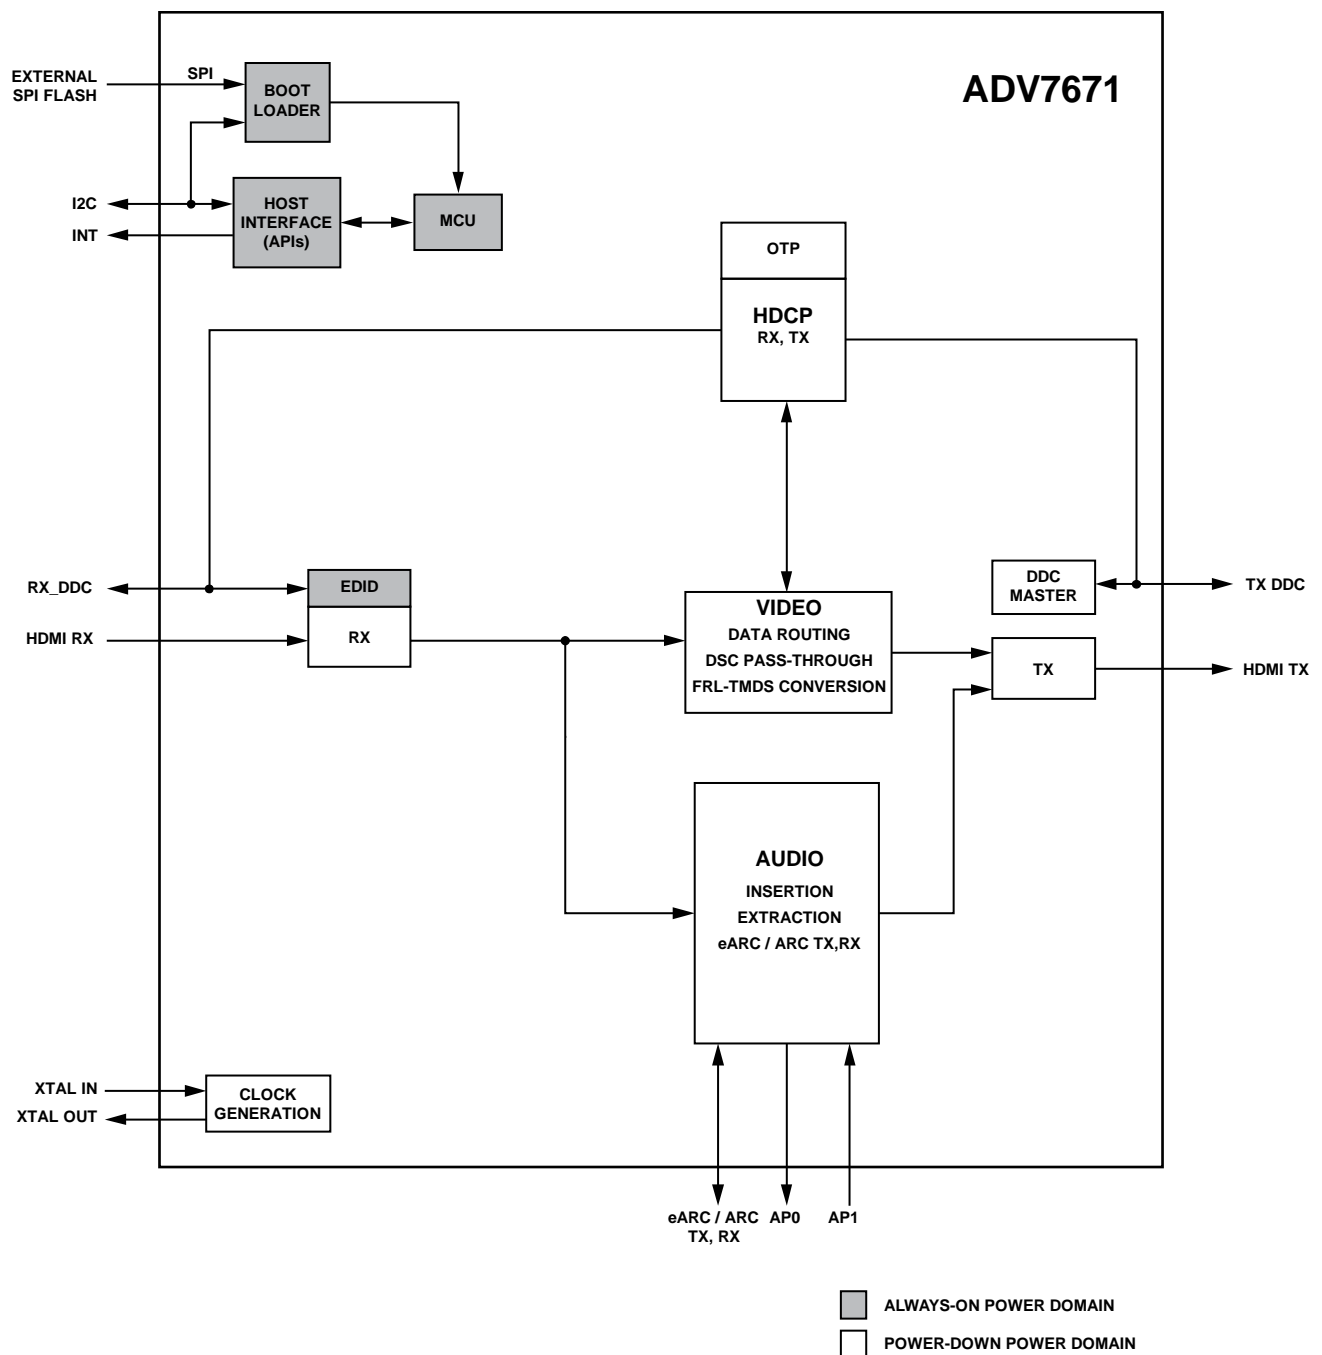 ADV7671
EXTERNAL
SPI FLASH
SPI
BOOT
LOADER
I2C
INT
HOST
INTERFACE
(APIs)
MCU
OTP
HDCP
RX, TX
RX_DDC
HDMI RX
EDID
RX
VIDEO
DATA ROUTING
DSC PASS-THROUGH
FRL-TMDS CONVERSION
DDC
MASTER
TX DDC
TX
HDMI TX
AUDIO
INSERTION
EXTRACTION
eARC / ARC TX,RX
XTAL IN
XTAL OUT
CLOCK
GENERATION
eARC / ARC
TX, RX
AP0
AP1
ALWAYS-ON POWER DOMAIN
POWER-DOWN POWER DOMAIN